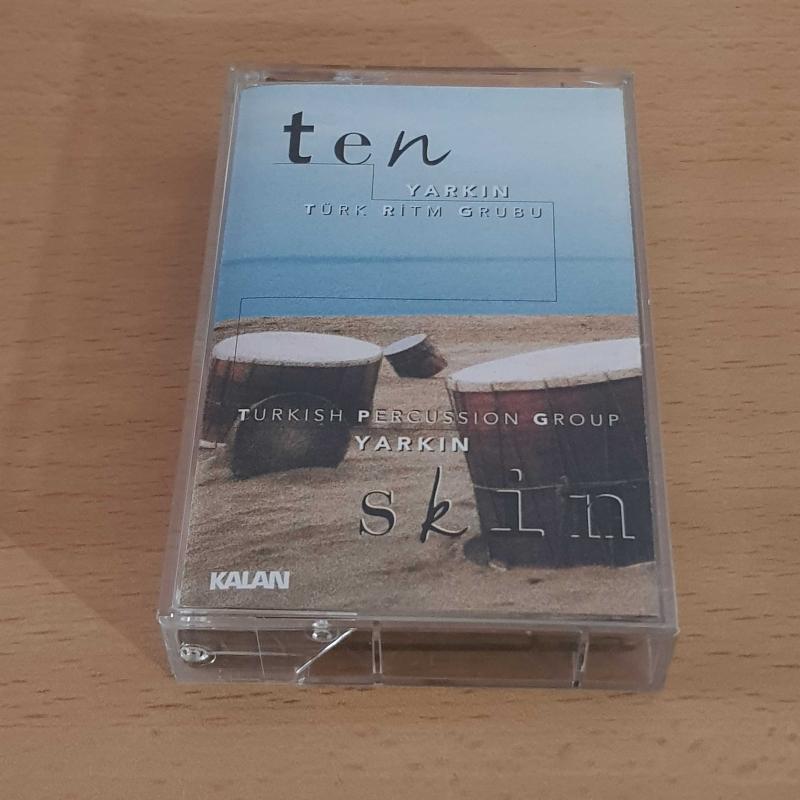 ten
YARKIN
TÜRK RİTM GRUBU
TURKISH PERCUSSION GROUP
YARKIN
skin
KALAN